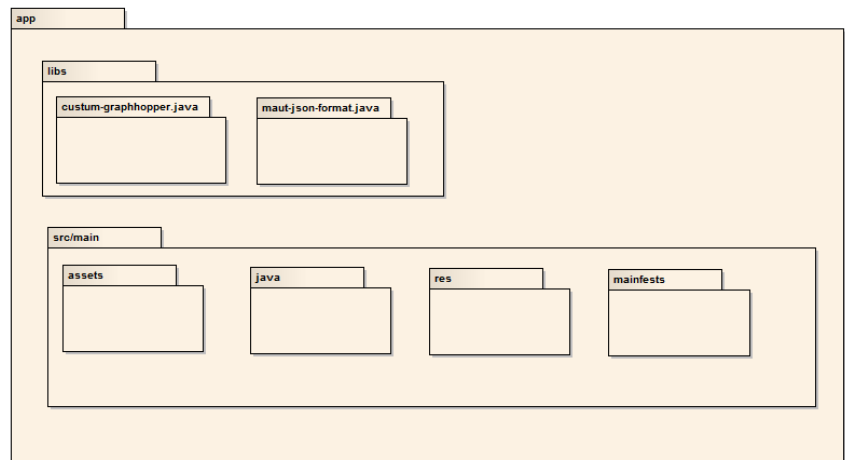 app
libs
custum-graphhopper.java
maut-json-format.java
src/main
assets
java
res
mainfests